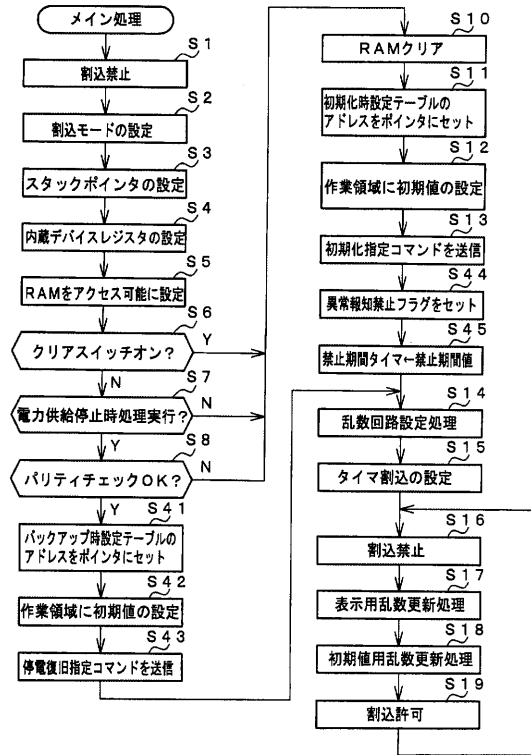 メイン処理
S1
割込禁止
S2
割込モードの設定
S3
スタックポインタの設定
S4
内蔵デバイスレジスタの設定
S5
RAMをアクセス可能に設定
S6
クリアスイッチオン?
Y
N
S7
電力供給停止時処理実行?
N
Y
S8
パリティチェックOK?
N
Y
S41
バックアップ時設定テーブルの
アドレスをポインタにセット
S42
作業領域に初期値の設定
S43
停電復旧指定コマンドを送信
S10
RAMクリア
S11
初期化時設定テーブルの
アドレスをポインタにセット
S12
作業領域に初期値の設定
S13
初期化指定コマンドを送信
S44
異常報知禁止フラグをセット
S45
禁止期間タイマ←禁止期間値
S14
乱数回路設定処理
S15
タイマ割込の設定
S16
割込禁止
S17
表示用乱数更新処理
S18
初期値用乱数更新処理
S19
割込許可